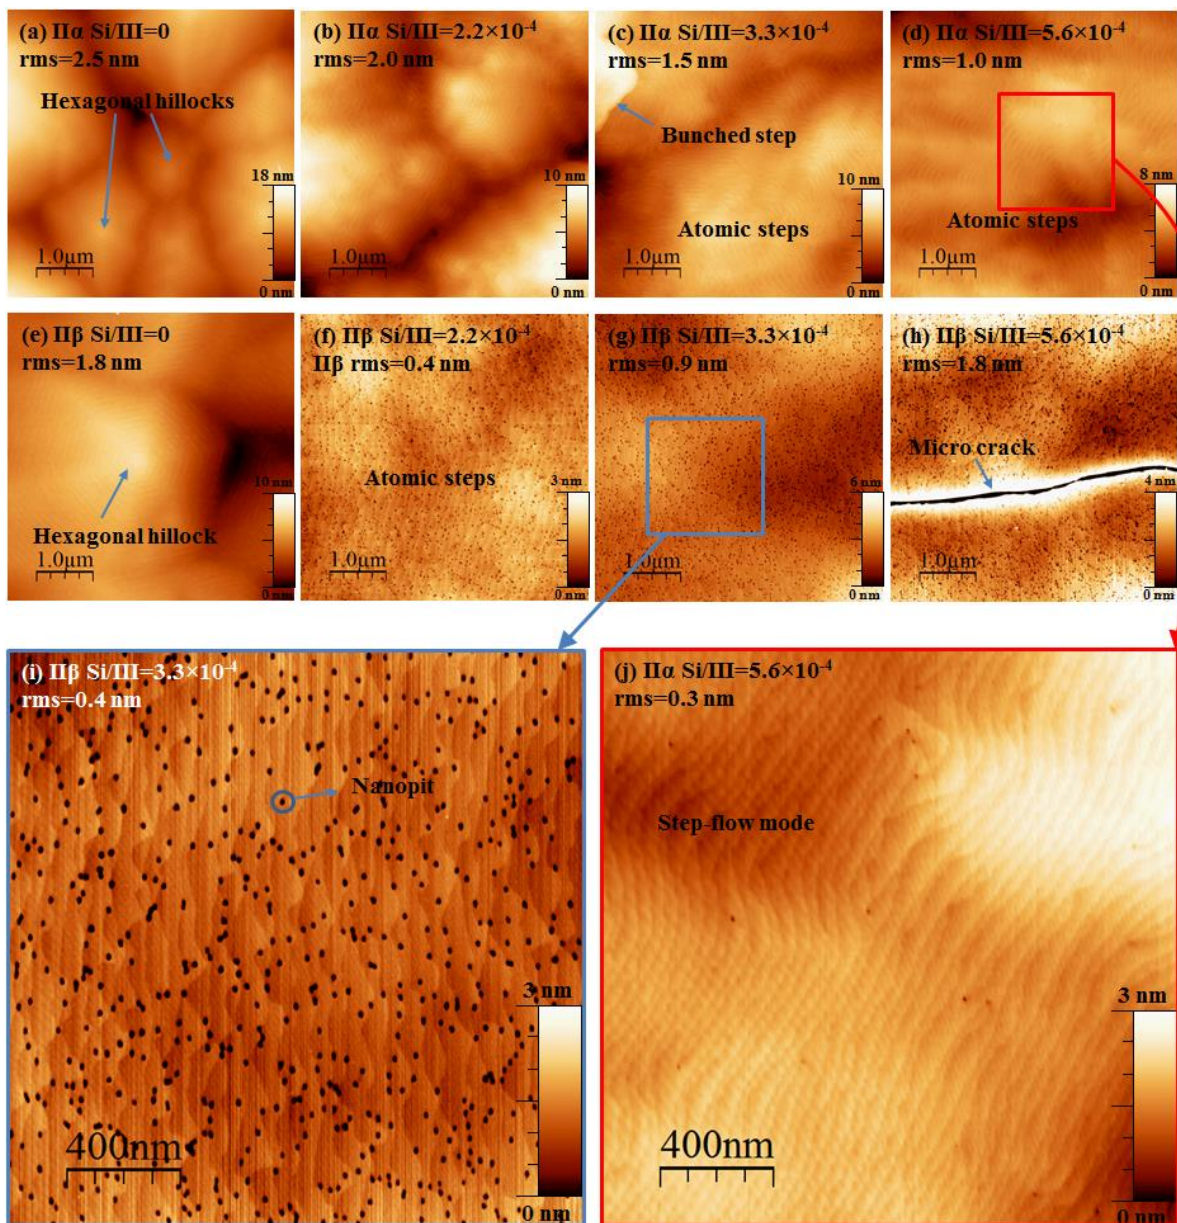 (a) IIα Si/III=0
rms=2.5 nm
Hexagonal hillocks
18 nm
1.0μm
0 nm
(b) IIα Si/III=2.2×10⁻⁴
rms=2.0 nm
10 nm
1.0μm
0 nm
(c) IIα Si/III=3.3×10⁻⁴
rms=1.5 nm
Bunched step
10 nm
Atomic steps
1.0μm
0 nm
(d) IIα Si/III=5.6×10⁻⁴
rms=1.0 nm
8 nm
Atomic steps
1.0μm
0 nm
(e) IIβ Si/III=0
rms=1.8 nm
10 nm
Hexagonal hillock
1.0μm
0 nm
(f) IIβ Si/III=2.2×10⁻⁴
IIβ rms=0.4 nm
Atomic steps
3 nm
1.0μm
0 nm
(g) IIβ Si/III=3.3×10⁻⁴
rms=0.9 nm
6 nm
1.0μm
0 nm
(h) IIβ Si/III=5.6×10⁻⁴
rms=1.8 nm
Micro crack
4 nm
1.0μm
0 nm
(i) IIβ Si/III=3.3×10⁻⁴
rms=0.4 nm
Nanopit
3 nm
400nm
0 nm
(j) IIα Si/III=5.6×10⁻⁴
rms=0.3 nm
Step-flow mode
3 nm
400nm
0 nm